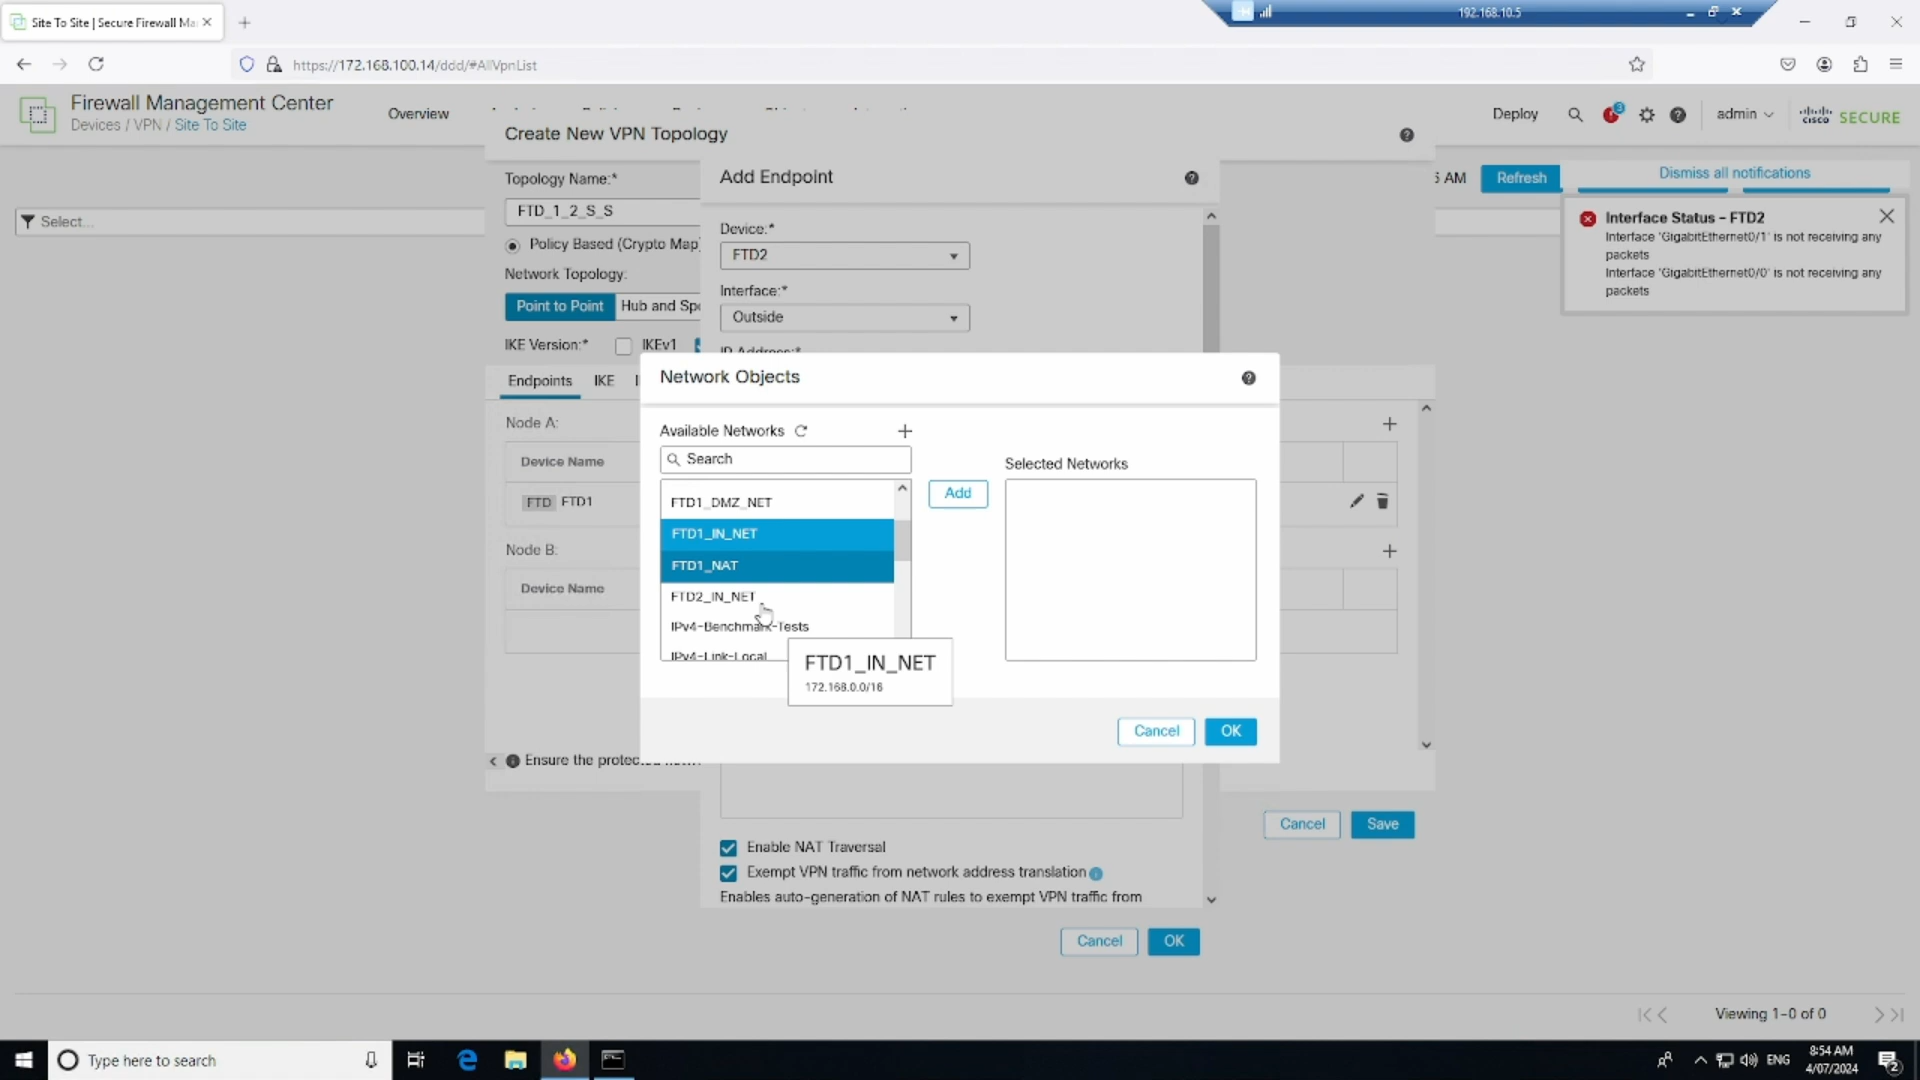 Site To Site | Secure Firewall Ma
192.168.10.5
https://172.168.100.14/ddd/#AllVpnList
Firewall Management Center
Devices / VPN / Site To Site
Overview
Deploy
3
admin
CISCO SECURE
Create New VPN Topology
Add Endpoint
AM
Refresh
Dismiss all notifications
Select...
Topology Name:*
FTD_1_2_S_S
Policy Based (Crypto Map)
Network Topology:
Point to Point
Hub and Spo
IKE Version:*
IKEv1
Device:*
FTD2
Interface:*
Outside
IP Address:*
Interface Status - FTD2
Interface 'GigabitEthernet0/1' is not receiving any
packets
Interface 'GigabitEthernet0/0' is not receiving any
packets
Endpoints
IKE
Node A:
Device Name
FTD FTD1
Node B:
Device Name
Network Objects
Available Networks
Search
FTD1_DMZ_NET
FTD1_IN_NET
FTD1_NAT
FTD2_IN_NET
IPv4-Benchmark-Tests
IPv4-Link-Local
Add
Selected Networks
FTD1_IN_NET
172.168.0.0/16
Cancel
OK
Ensure the protec
Cancel
Save
Enable NAT Traversal
Exempt VPN traffic from network address translation
Enables auto-generation of NAT rules to exempt VPN traffic from
Cancel
OK
Viewing 1-0 of 0
Type here to search
ENG
8:54 AM
4/07/2024
2